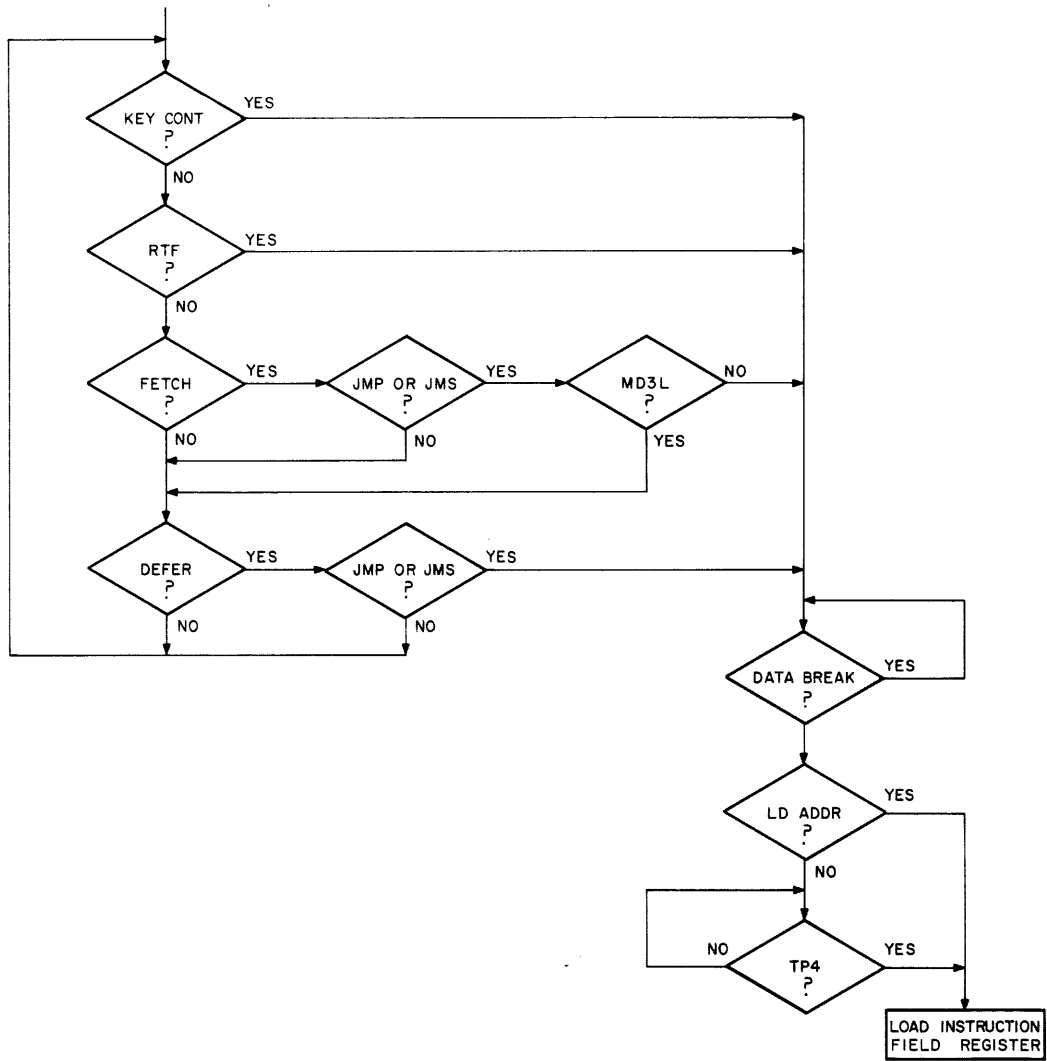 KEY CONT
?
YES
NO
RTF
?
YES
NO
FETCH
?
YES
NO
JMP OR JMS
?
YES
NO
MD3L
?
NO
YES
DEFER
?
YES
NO
JMP OR JMS
?
YES
NO
DATA BREAK
?
YES
LD ADDR
?
YES
NO
TP4
?
NO
YES
LOAD INSTRUCTION
FIELD REGISTER